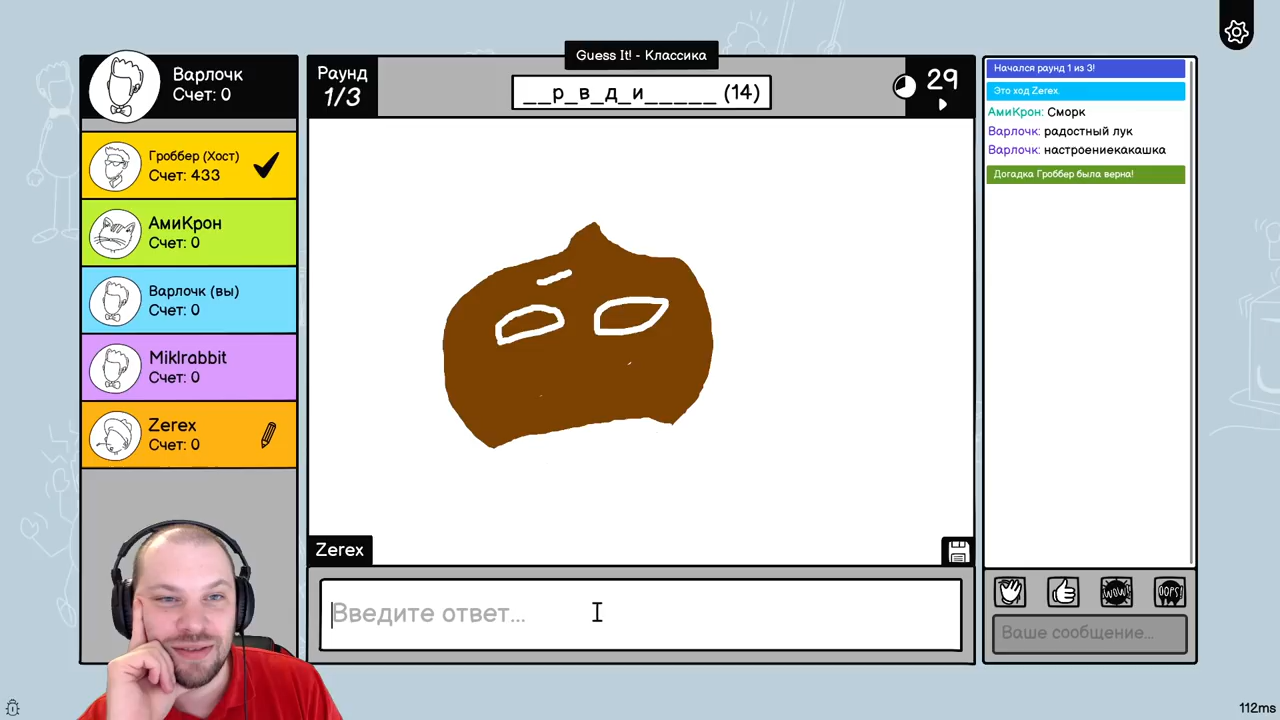 Guess It! - Классика
Варлочк
Счет: 0
Раунд
1/3
__р_в_д_и_____ (14)
29
Гроббер (Хост)
Счет: 433
АмиКрон
Счет: 0
Варлочк (вы)
Счет: 0
Miklrabbit
Счет: 0
Zerex
Счет: 0
Zerex
Введите ответ...
Начался раунд 1 из 3!
Это ход Zerex.
АмиКрон: Сморк
Варлочк: радостный лук
Варлочк: настроениекакашка
Догадка Гроббер была верна!
WOW!
OOPS!
Ваше сообщение...
112ms